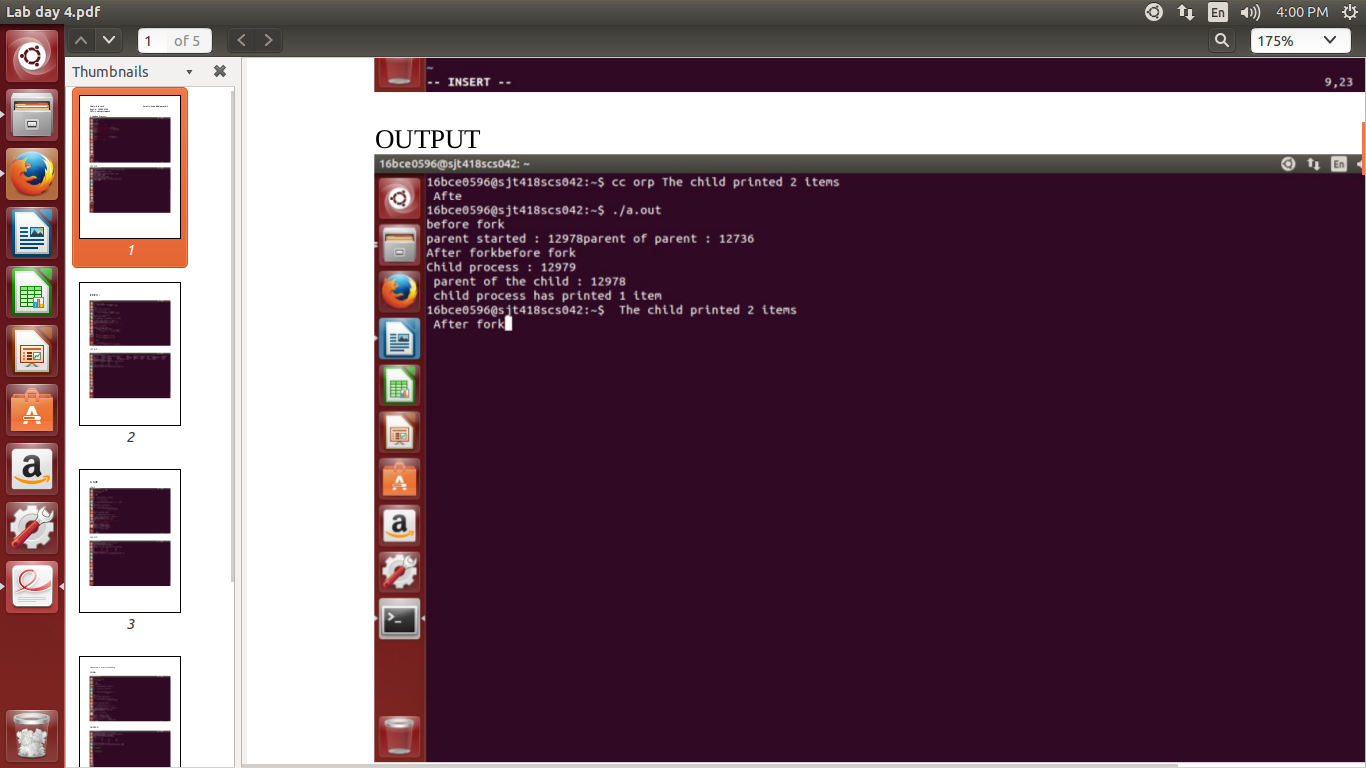 Lab day 4.pdf
En 4:00 PM
1 of 5
175%
Thumbnails
-- INSERT --
9,23
OUTPUT
16bce0596@sjt418scs042: ~
En
16bce0596@sjt418scs042:~$ cc orp The child printed 2 items
Afte
16bce0596@sjt418scs042:~$ ./a.out
before fork
parent started : 12978parent of parent : 12736
After forkbefore fork
Child process : 12979
parent of the child : 12978
child process has printed 1 item
16bce0596@sjt418scs042:~$  The child printed 2 items
After fork
1
2
3